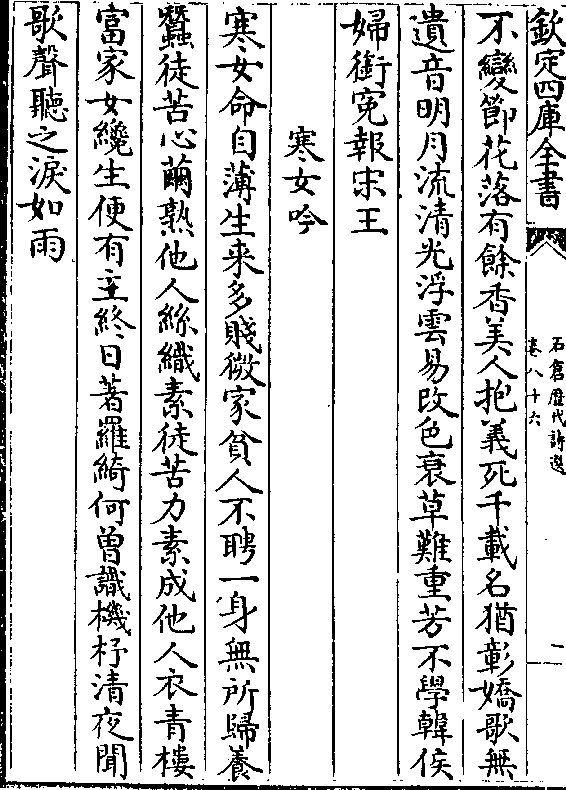 欽定四庫全書
石倉歷代詩選
卷八十六
一
不變節花落有餘香美人抱義死千載名猶彰嬌歌無
遺音明月流清光浮雲易改色衰草難重芳不學韓侯
婦銜寃報宋王
寒女吟
寒女命自薄生来多賤微家貧人不聘一身無所歸養
蠶徒苦心繭熟他人絲織素徒苦力素成他人衣青樓
富家女纔生便有主終日著羅綺何曽識機杼清夜聞
歌聲聽之淚如雨